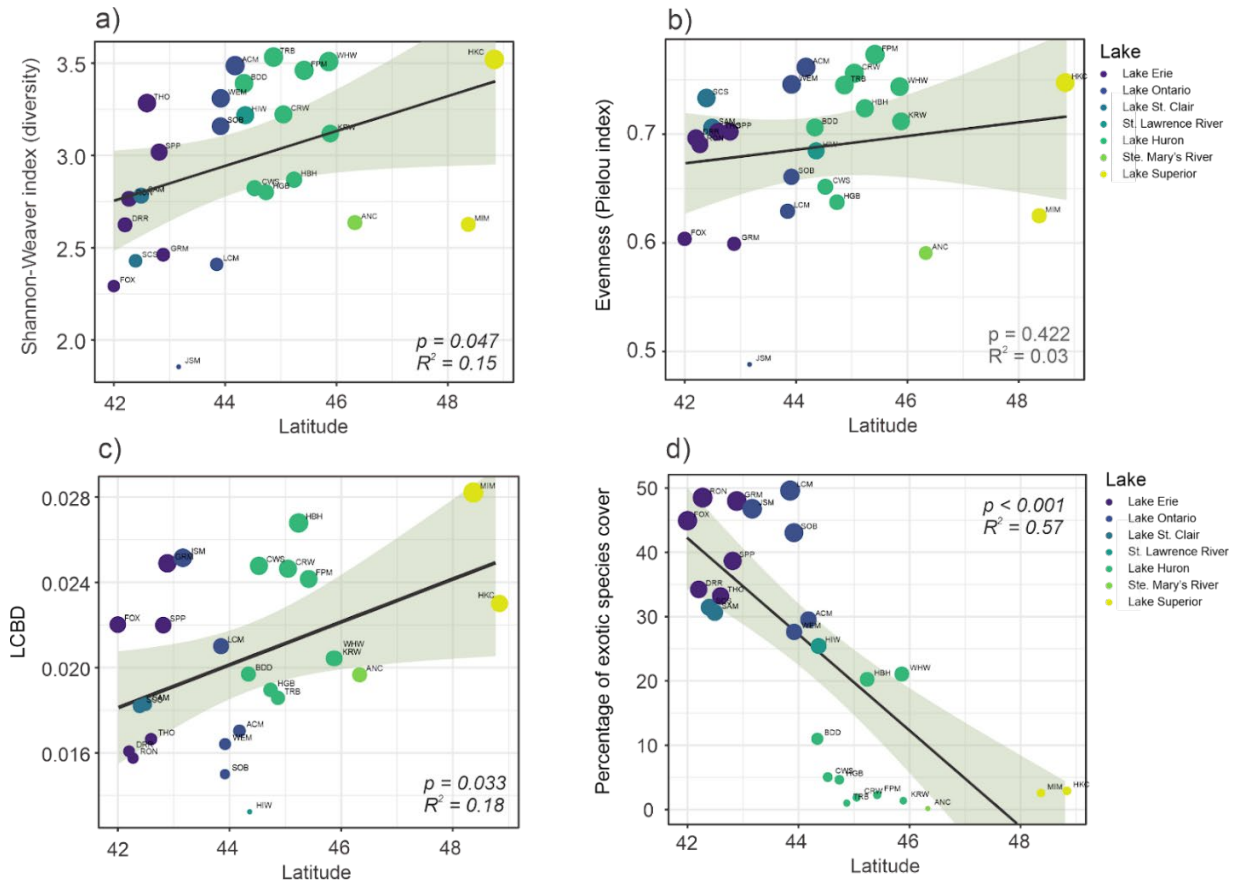 a)
Shannon-Weaver index (diversity)
3.5
3.0
2.5
2.0
THO
ACM
TRB
WHW
FPM
HKC
BDD
WEM
HIW
CRW
SOB
KRW
SPP
CWS
HGB
HBH
SAM
DRR
SCS
GRM
LCM
ANC
MIM
FOX
JSM
p = 0.047
R² = 0.15
42 44 46 48
Latitude
b)
Evenness (Pielou index)
0.7
0.6
0.5
FPM
ACM
CRW
WEM
TRB
WHW
HKC
SCS
HBH
SAM
SPP
BDD
KRW
RON
SOB
CWS
HGB
LCM
MIM
FOX
GRM
ANC
JSM
p = 0.422
R² = 0.03
42 44 46 48
Latitude
Lake
Lake Erie
Lake Ontario
Lake St. Clair
St. Lawrence River
Lake Huron
Ste. Mary's River
Lake Superior
c)
LCBD
0.028
0.024
0.020
0.016
MIM
HBH
GRM
CWS
CRW
FPM
HKC
FOX
SPP
LCM
WHW
KRW
BDD
ANC
HGB
TRB
SAM
ACM
THO
WEM
DRR
RON
SOB
HIW
p = 0.033
R² = 0.18
42 44 46 48
Latitude
d)
Percentage of exotic species cover
50
40
30
20
10
0
RON
GRM
LCM
FOX
SOB
SPP
DRR
THO
SAM
ACM
WEM
HIW
HBH
WHW
BDD
CWS
HGB
CRW
FPM
TRB
KRW
ANC
MIM
HKC
p < 0.001
R² = 0.57
42 44 46 48
Latitude
Lake
Lake Erie
Lake Ontario
Lake St. Clair
St. Lawrence River
Lake Huron
Ste. Mary's River
Lake Superior